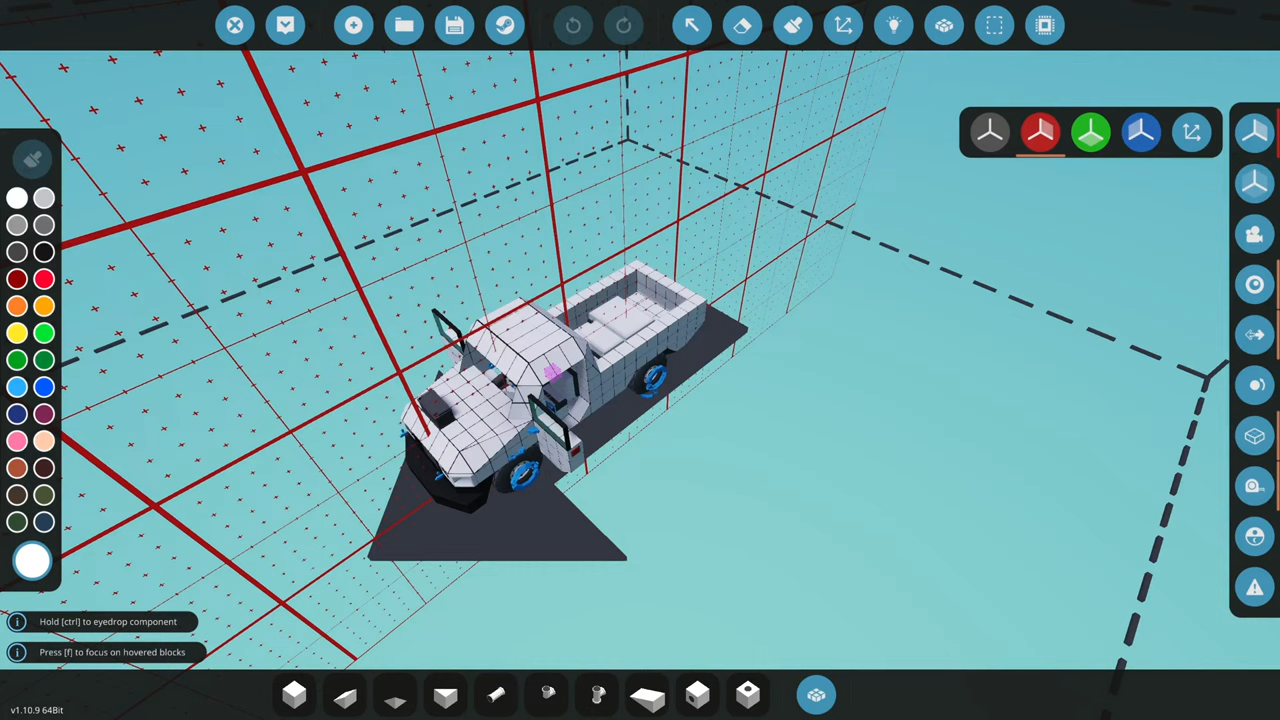 Hold [ctrl] to eyedrop component
Press [f] to focus on hovered blocks
v1.10.9 64Bit